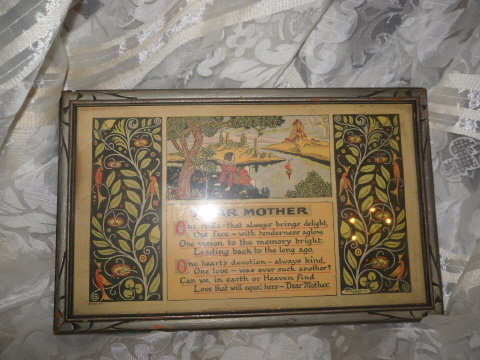 DEAR MOTHER
One smile - that always brings delight,
One face - with tenderness aglow,
One vision to the memory bright,
Leading back to the long ago.
One heart's devotion - always kind,
One love - was ever such another?
Can we, in earth or Heaven find
Love that will equal hers - Dear Mother.